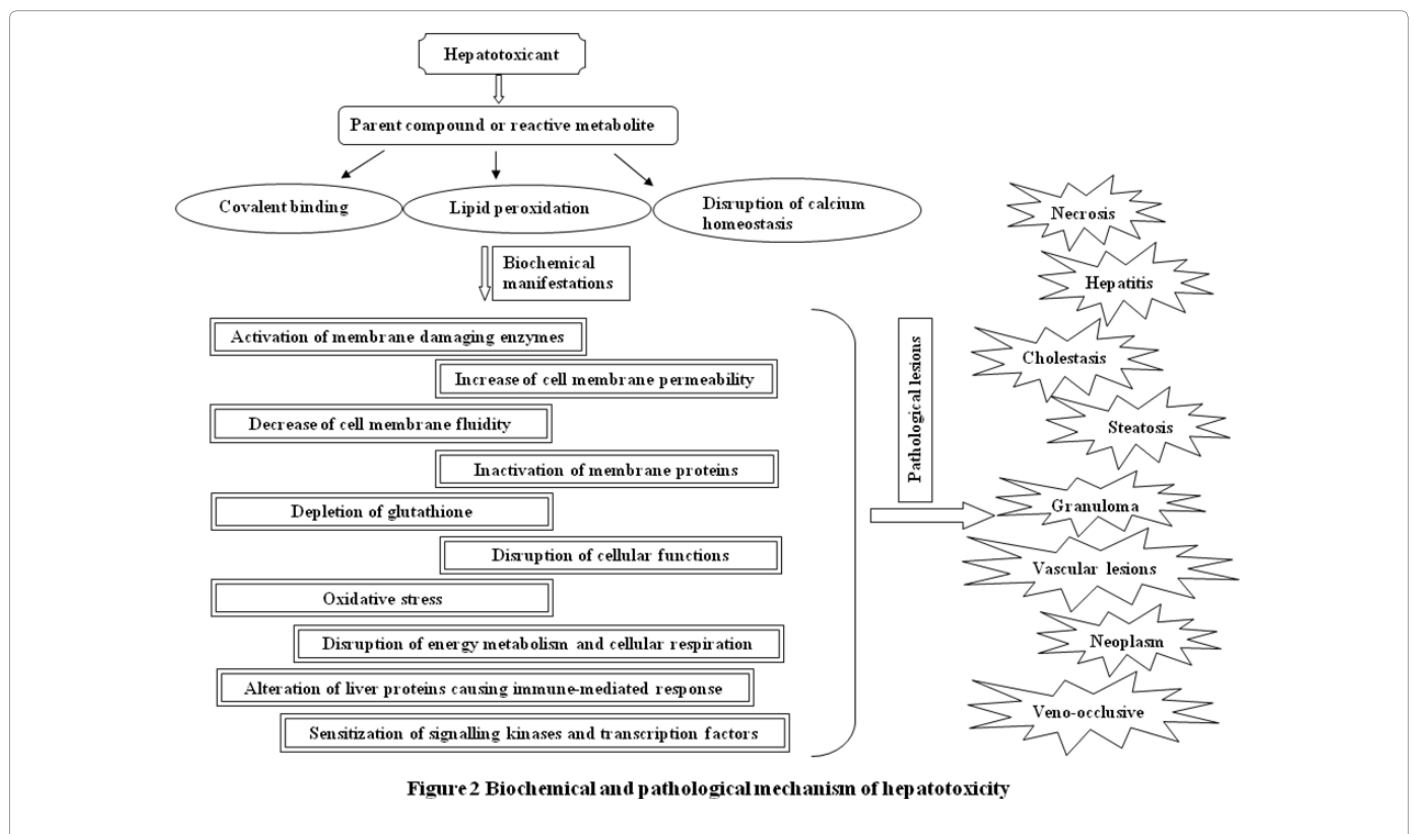 Hepatotoxicant
Parent compound or reactive metabolite
Covalent binding
Lipid peroxidation
Disruption of calcium
homeostasis
Biochemical
manifestations
Activation of membrane damaging enzymes
Increase of cell membrane permeability
Decrease of cell membrane fluidity
Inactivation of membrane proteins
Depletion of glutathione
Disruption of cellular functions
Oxidative stress
Disruption of energy metabolism and cellular respiration
Alteration of liver proteins causing immune-mediated response
Sensitization of signalling kinases and transcription factors
Pathological lesions
Necrosis
Hepatitis
Cholestasis
Steatosis
Granuloma
Vascular lesions
Neoplasm
Veno-occlusive
Figure 2 Biochemical and pathological mechanism of hepatotoxicity